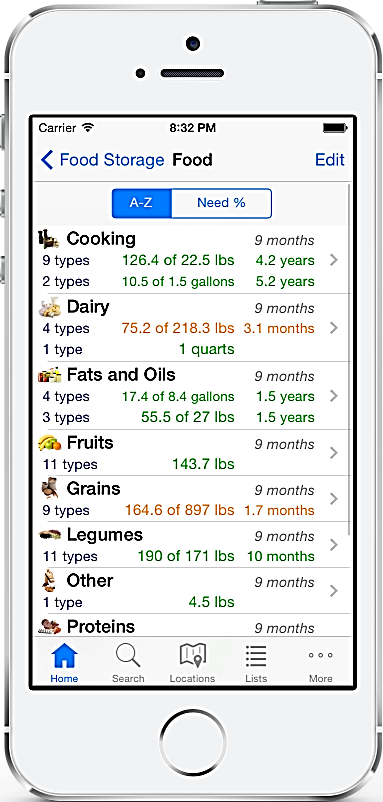 Carrier 8:32 PM
Food Storage Food Edit
A-Z Need %
Cooking 9 months
9 types 126.4 of 22.5 lbs 4.2 years
2 types 10.5 of 1.5 gallons 5.2 years
Dairy 9 months
4 types 75.2 of 218.3 lbs 3.1 months
1 type 1 quarts
Fats and Oils 9 months
4 types 17.4 of 8.4 gallons 1.5 years
3 types 55.5 of 27 lbs 1.5 years
Fruits 9 months
11 types 143.7 lbs
Grains 9 months
9 types 164.6 of 897 lbs 1.7 months
Legumes 9 months
11 types 190 of 171 lbs 10 months
Other 9 months
1 type 4.5 lbs
Proteins 9 months
Home Search Locations Lists More